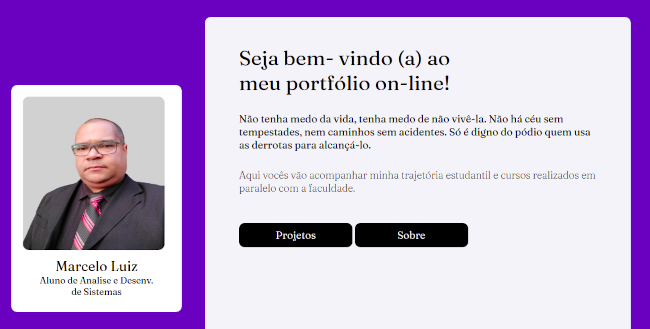 Seja bem- vindo (a) ao
meu portfólio on-line!
Não tenha medo da vida, tenha medo de não vivê-la. Não há céu sem
tempestades, nem caminhos sem acidentes. Só é digno do pódio quem usa
as derrotas para alcançá-lo.
Aqui vocês vão acompanhar minha trajetória estudantil e cursos realizados em
paralelo com a faculdade.
Projetos
Sobre
Marcelo Luiz
Aluno de Analise e Desenv.
de Sistemas